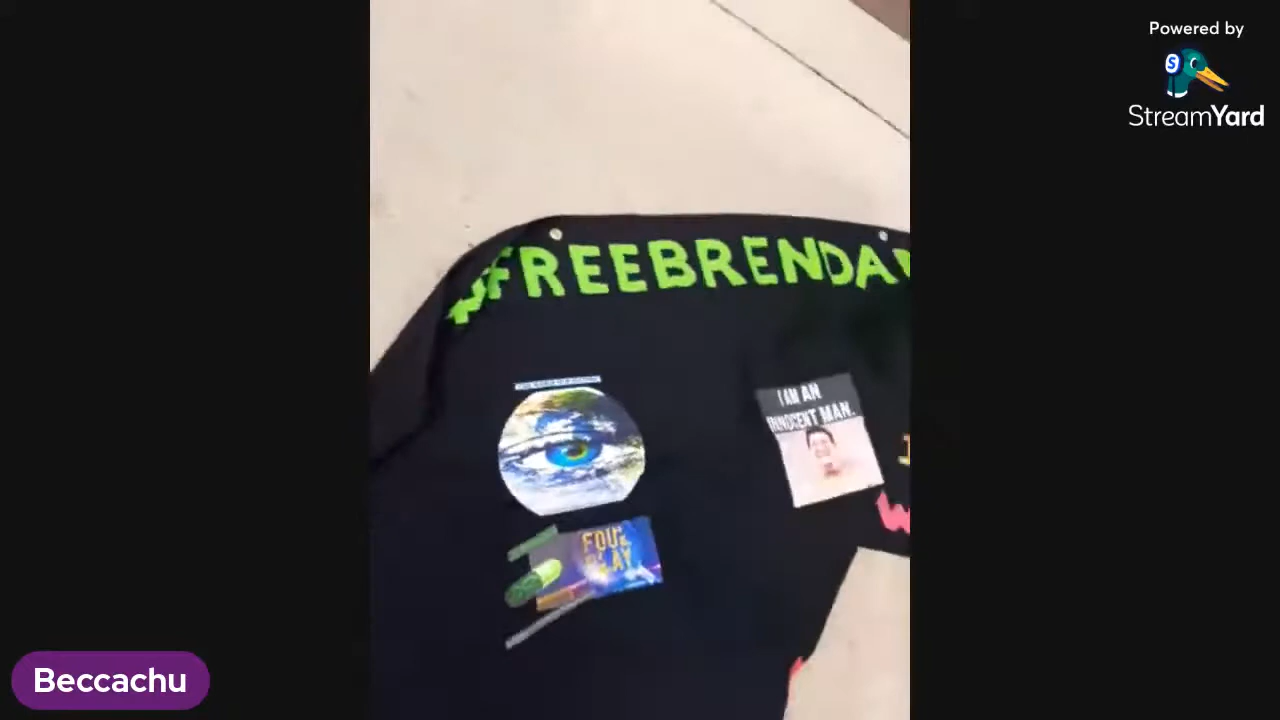 Powered by
StreamYard
#FREEBRENDA
I AM AN
INNOCENT MAN.
FOUL
PLAY
Beccachu